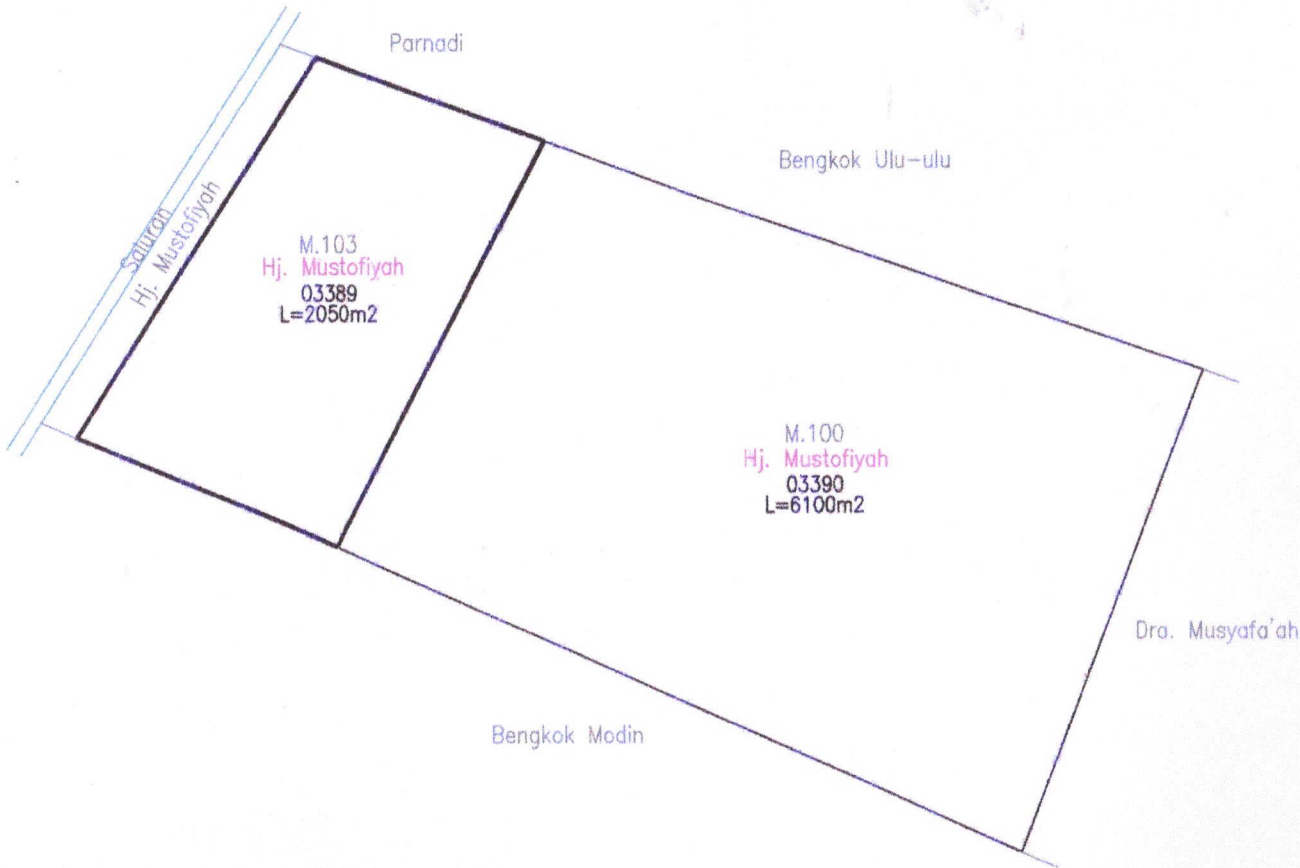 Parnadi
Bengkok Ulu-ulu
Saluran
Hj. Mustofiyah
M.103
Hj. Mustofiyah
03389
L=2050m2
M.100
Hj. Mustofiyah
03390
L=6100m2
Dra. Musyafa'ah
Bengkok Modin